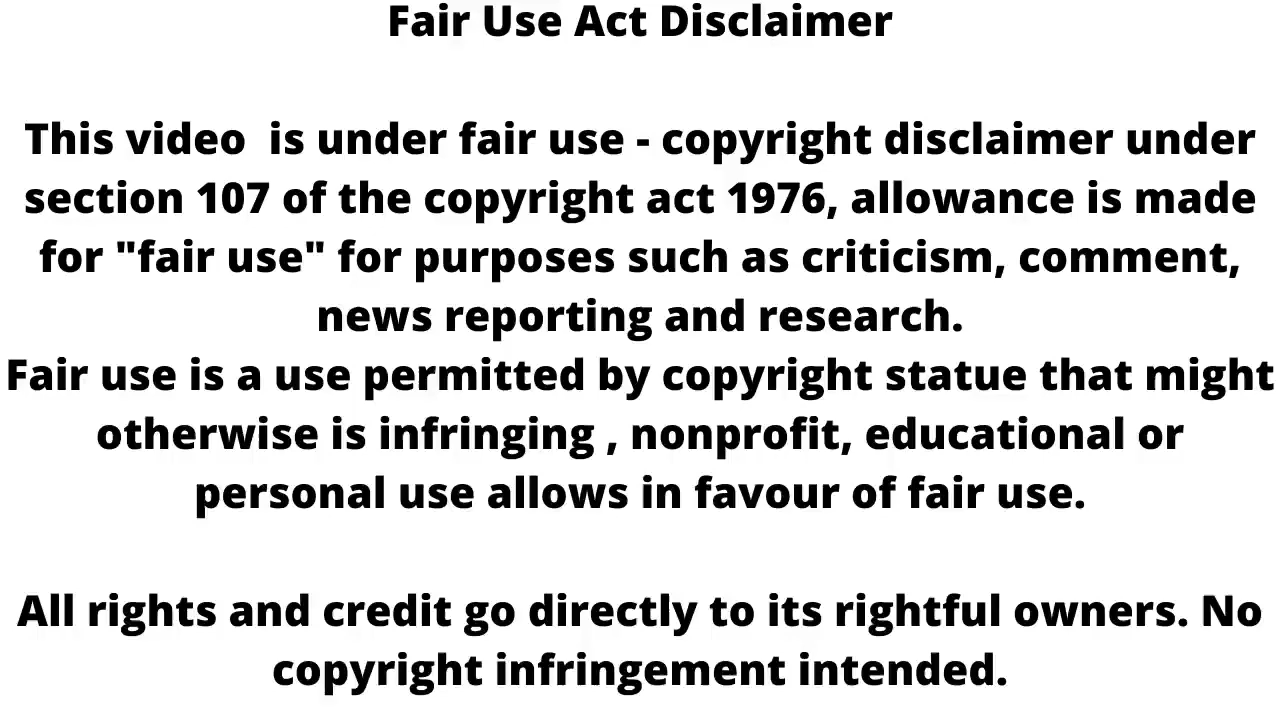 Fair Use Act Disclaimer
This video  is under fair use - copyright disclaimer under
section 107 of the copyright act 1976, allowance is made
for "fair use" for purposes such as criticism, comment,
news reporting and research.
Fair use is a use permitted by copyright statue that might
otherwise is infringing , nonprofit, educational or
personal use allows in favour of fair use.
All rights and credit go directly to its rightful owners. No
copyright infringement intended.